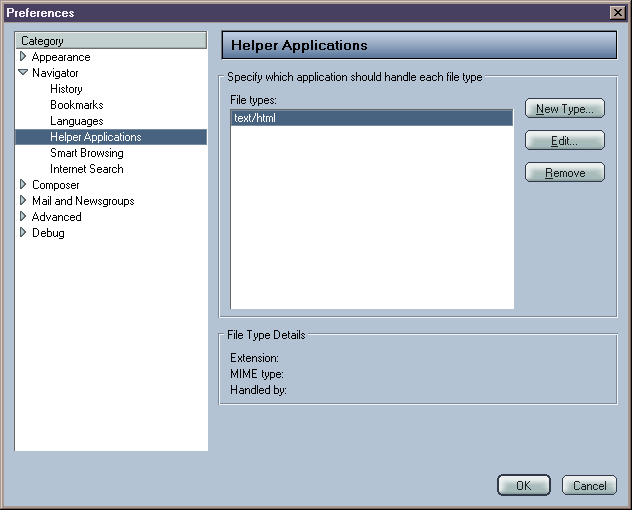 Preferences
Category
Appearance
Navigator
History
Bookmarks
Languages
Helper Applications
Smart Browsing
Internet Search
Composer
Mail and Newsgroups
Advanced
Debug
Helper Applications
Specify which application should handle each file type
File types:
text/html
New Type...
Edit...
Remove
File Type Details
Extension:
MIME type:
Handled by:
OK
Cancel